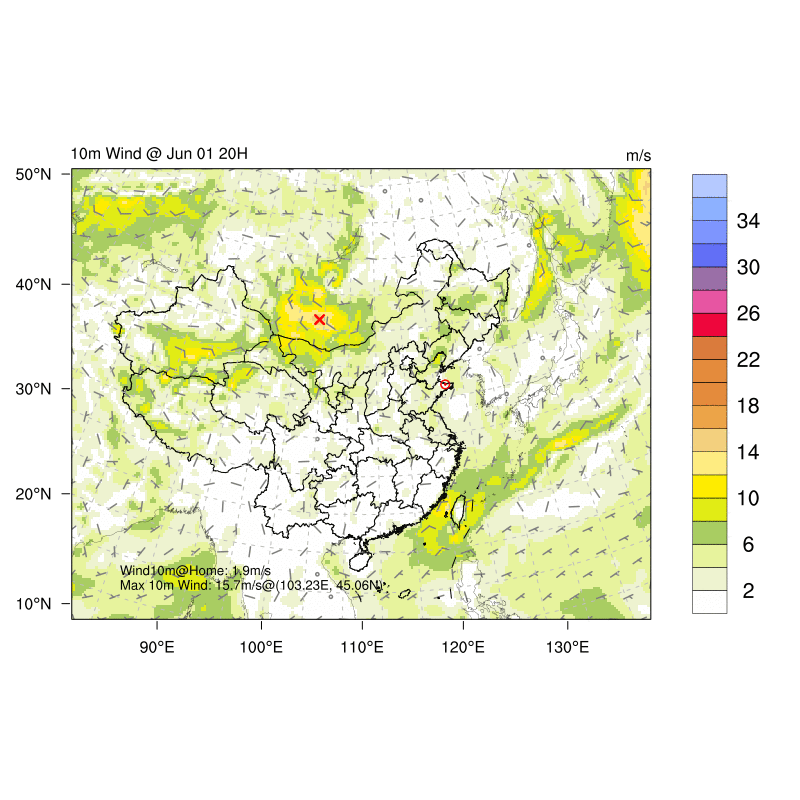 10m Wind @ Jun 01 20H
m/s
50°N
40°N
30°N
20°N
10°N
90°E
100°E
110°E
120°E
130°E
34
30
26
22
18
14
10
6
2
Wind10m@Home: 1.9m/s
Max 10m Wind: 15.7m/s@(103.23E, 45.06N)